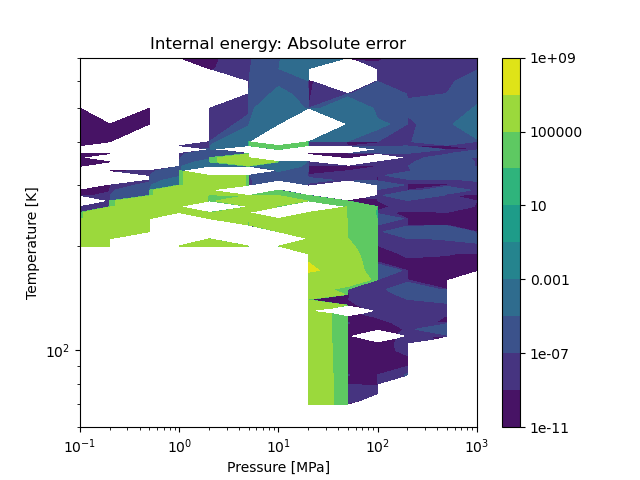 Internal energy: Absolute error
Temperature [K]
10²
10⁻¹ 10⁰ 10¹ 10² 10³
Pressure [MPa]
1e+09
100000
10
0.001
1e-07
1e-11